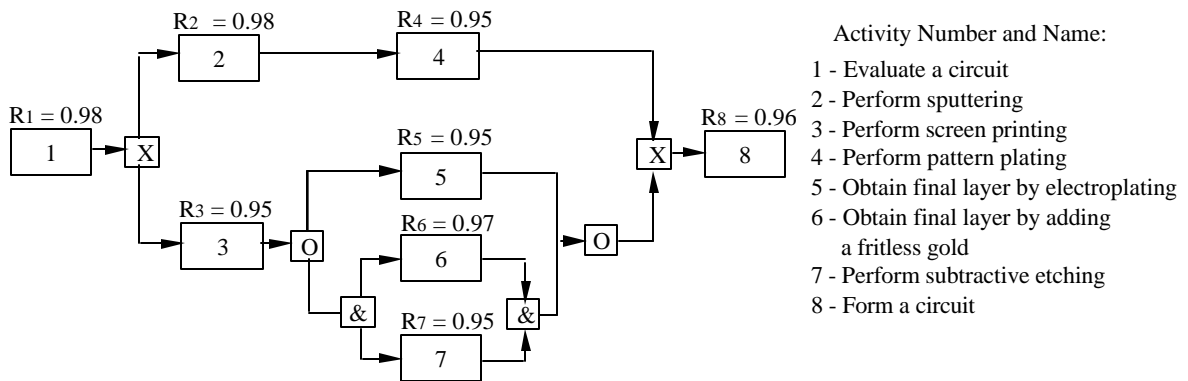 R2 = 0.98
R4 = 0.95
2
4
R1 = 0.98
1
X
R5 = 0.95
5
X
R8 = 0.96
8
R3 = 0.95
3
O
R6 = 0.97
6
O
&
&
R7 = 0.95
7
Activity Number and Name:
1 - Evaluate a circuit
2 - Perform sputtering
3 - Perform screen printing
4 - Perform pattern plating
5 - Obtain final layer by electroplating
6 - Obtain final layer by adding
a fritless gold
7 - Perform subtractive etching
8 - Form a circuit